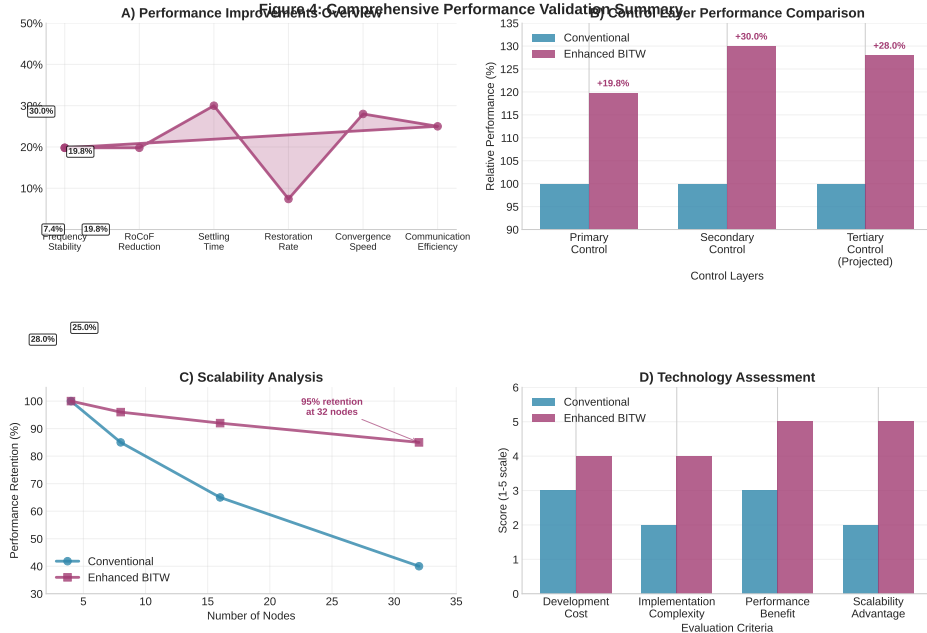 Figure 4: Comprehensive Performance Validation Summary
A) Performance Improvements Overview
50%
40%
30%
20%
10%
30.0%
19.8%
7.4%
19.8%
Frequency
Stability
RoCoF
Reduction
Settling
Time
Restoration
Rate
Convergence
Speed
Communication
Efficiency
25.0%
28.0%
B) Control Layer Performance Comparison
Relative Performance (%)
135
130
125
120
115
110
105
100
95
90
Conventional
Enhanced BITW
+19.8%
+30.0%
+28.0%
Primary
Control
Secondary
Control
Tertiary
Control
(Projected)
Control Layers
C) Scalability Analysis
Performance Retention (%)
100
90
80
70
60
50
40
30
95% retention
at 32 nodes
Conventional
Enhanced BITW
5
10
15
20
25
30
35
Number of Nodes
D) Technology Assessment
Score (1-5 scale)
6
5
4
3
2
1
0
Conventional
Enhanced BITW
Development
Cost
Implementation
Complexity
Performance
Benefit
Scalability
Advantage
Evaluation Criteria